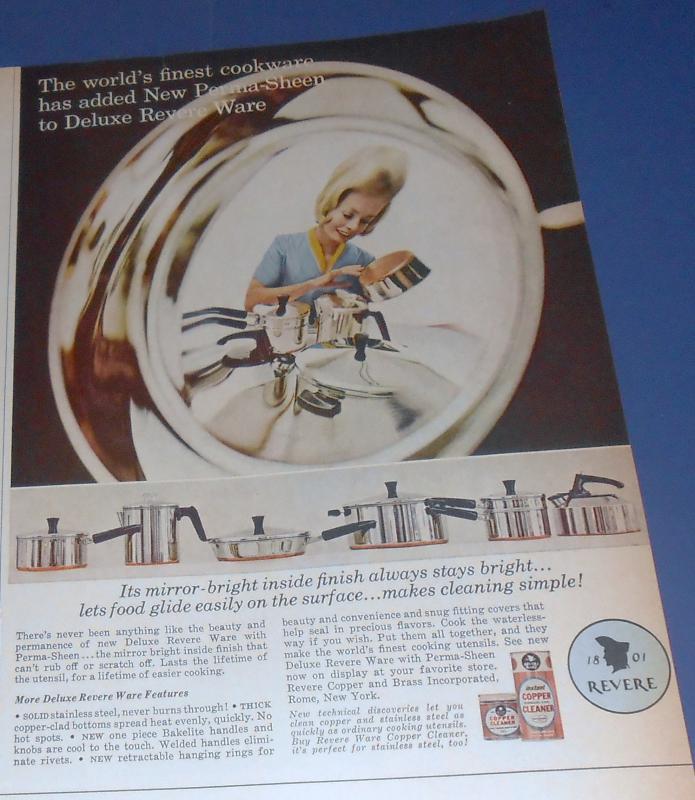 The world's finest cookware
has added New Perma-Sheen
to Deluxe Revere Ware
Its mirror-bright inside finish always stays bright...
lets food glide easily on the surface...makes cleaning simple!
There's never been anything like the beauty and
permanence of new Deluxe Revere Ware with
Perma-Sheen...the mirror bright inside finish that
can't rub off or scratch off. Lasts the lifetime of
the utensil, for a lifetime of easier cooking.
More Deluxe Revere Ware Features
• SOLID stainless steel, never burns through! • THICK
copper-clad bottoms spread heat evenly, quickly. No
hot spots. • NEW one piece Bakelite handles and
knobs are cool to the touch. Welded handles elimi-
nate rivets. • NEW retractable hanging rings for
beauty and convenience and snug fitting covers that
help seal in precious flavors. Cook the waterless-
way if you wish. Put them all together, and they
make the world's finest cooking utensils. See new
Deluxe Revere Ware with Perma-Sheen
now on display at your favorite store.
Revere Copper and Brass Incorporated,
Rome, New York.
New technical discoveries let you
clean copper and stainless steel as
quickly as ordinary cooking utensils.
Buy Revere Ware Copper Cleaner,
it's perfect for stainless steel, too!
COPPER
CLEANER
instant
COPPER
CLEANER
18 01
REVERE